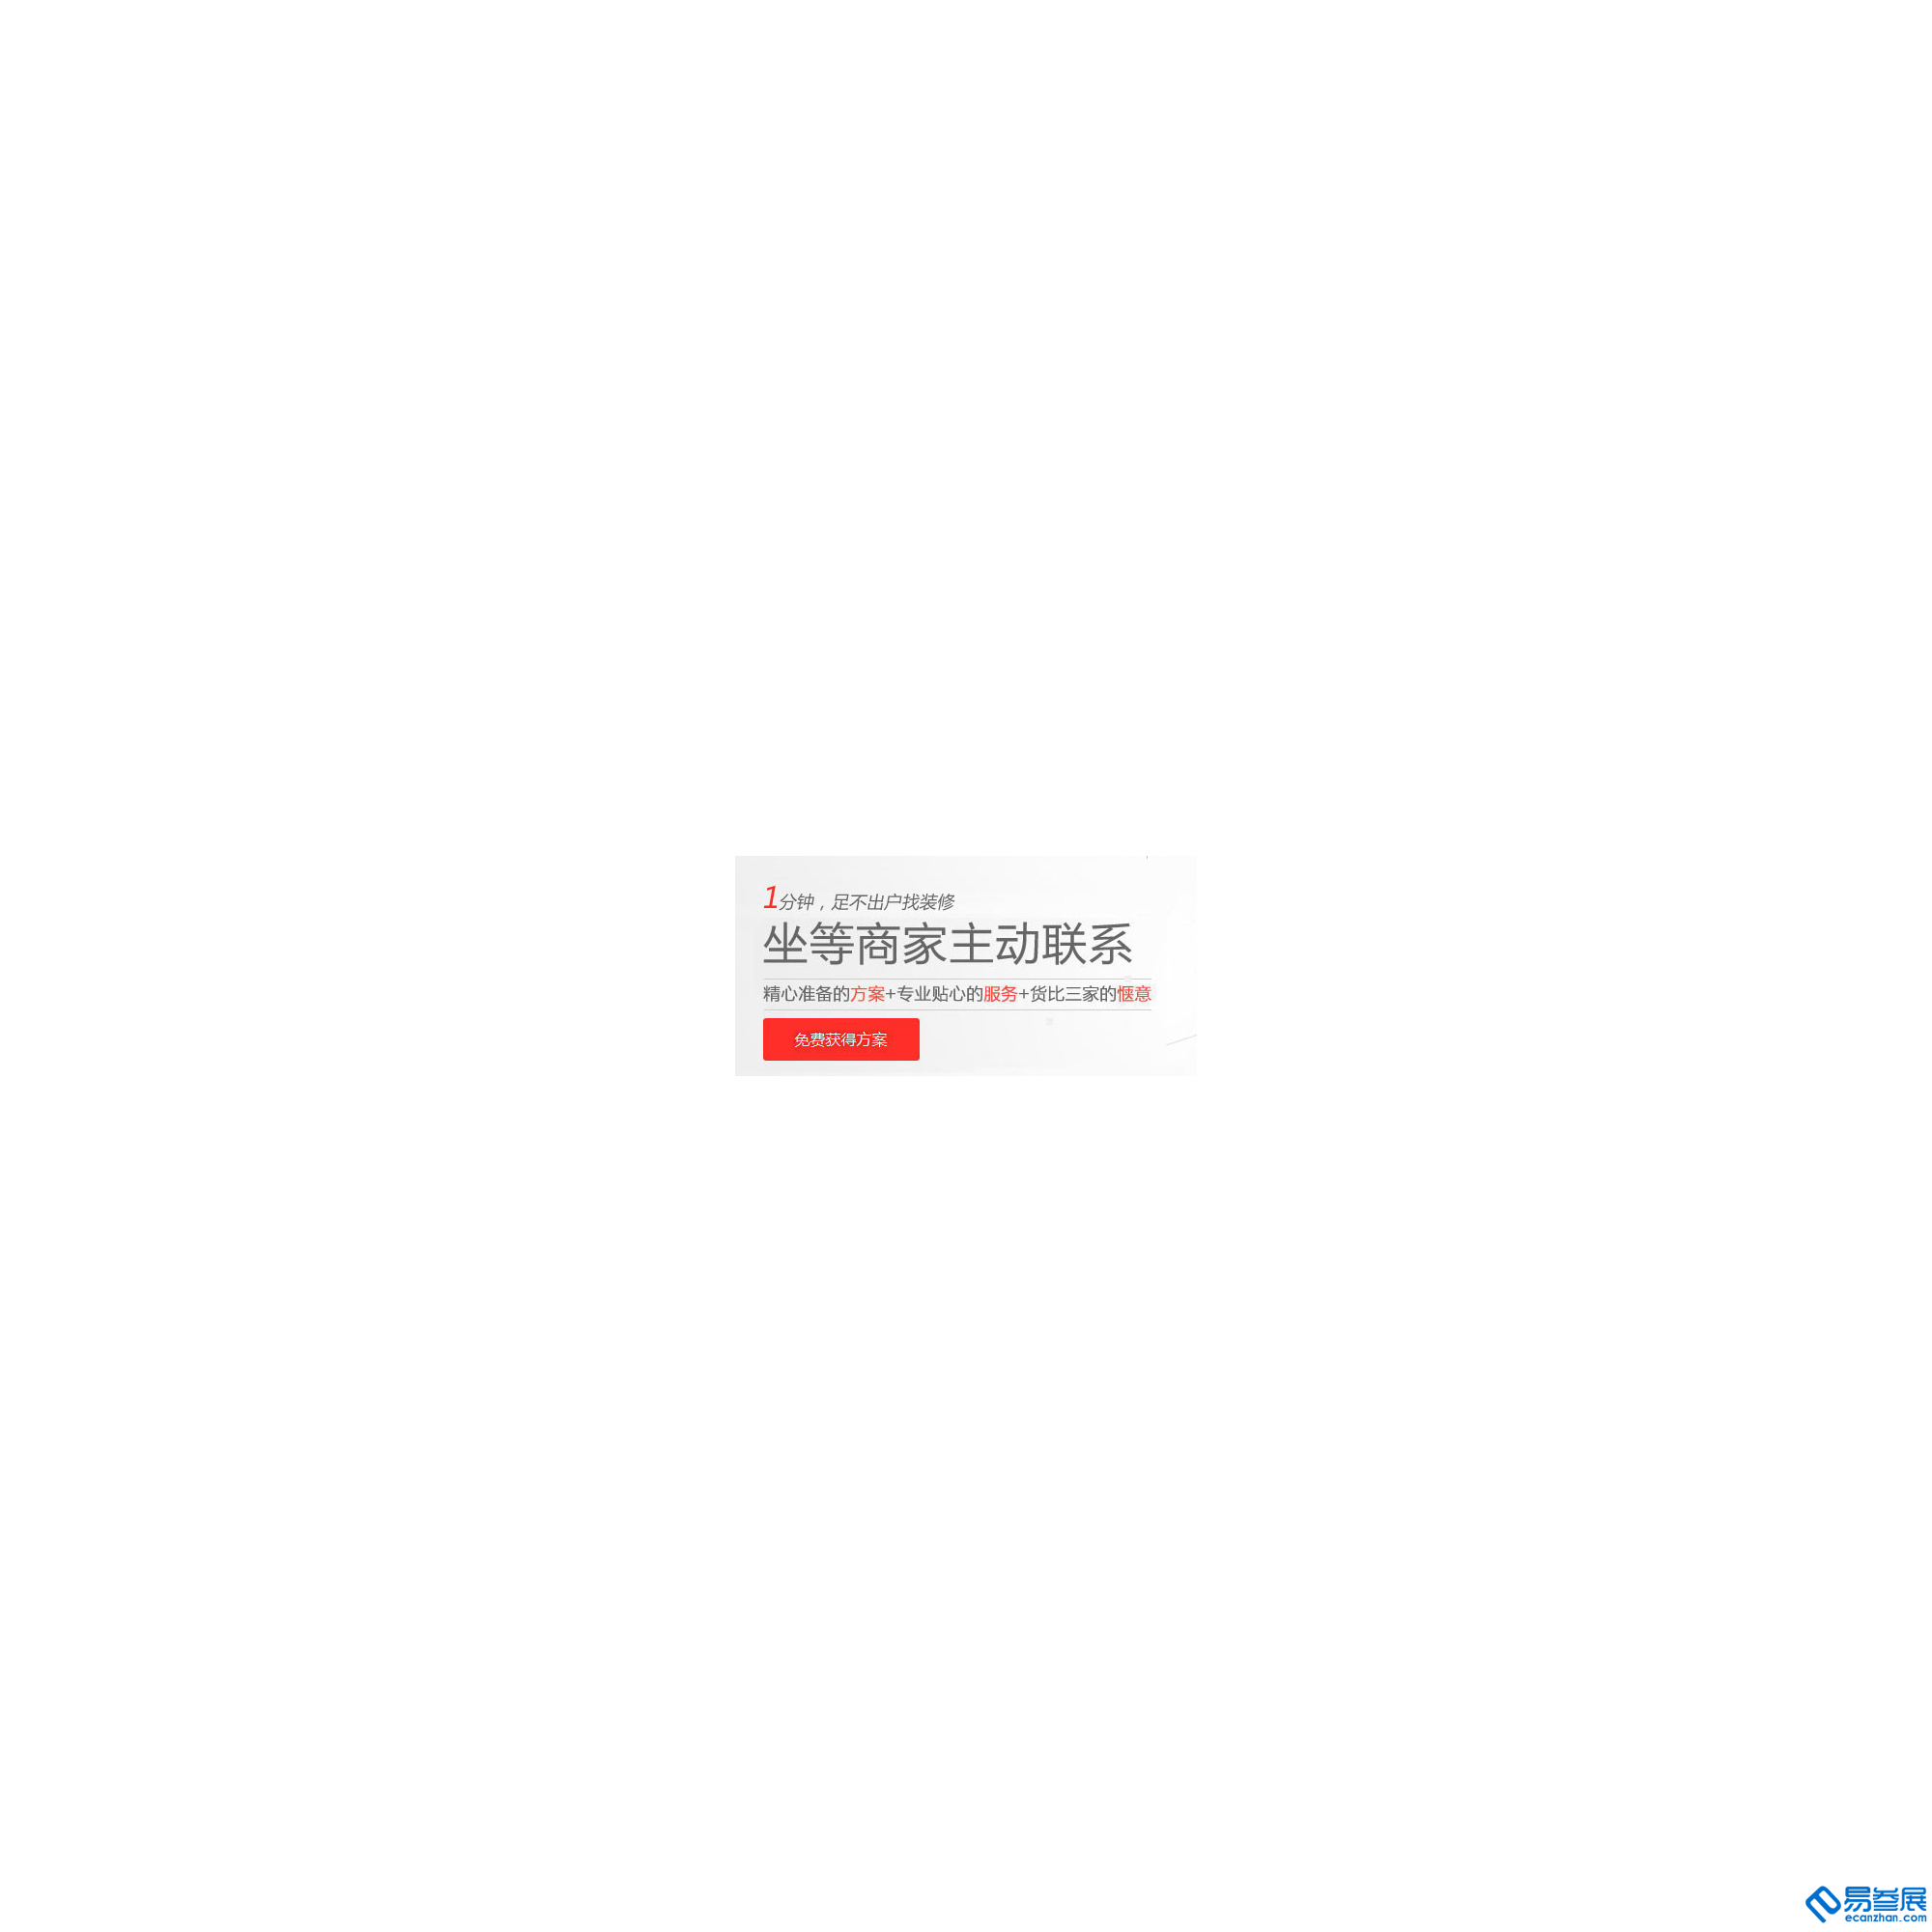 1分钟，足不出户找装修
坐等商家主动联系
精心准备的方案+专业贴心的服务+货比三家的惬意
免费获得方案
易参展
ecanzhan.com